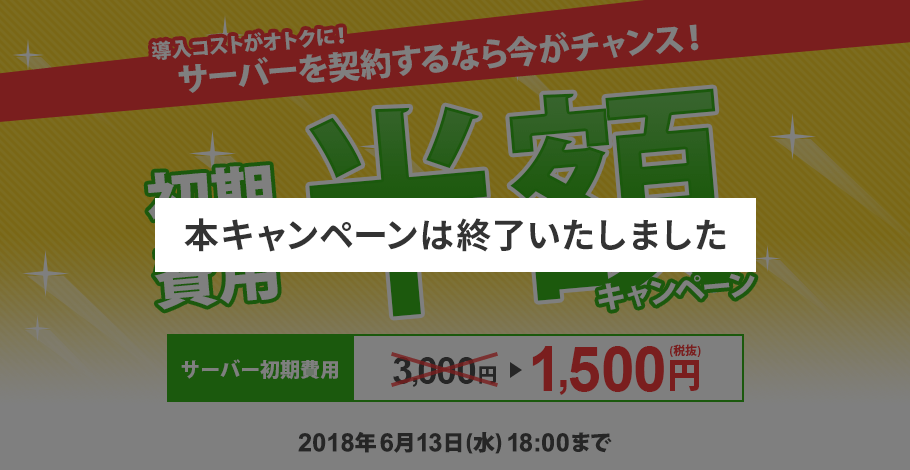 導入コストがオトクに！
サーバーを契約するなら今がチャンス！
初期
費用
半額
キャンペーン
本キャンペーンは終了いたしました
サーバー初期費用
3,000円
1,500円
(税抜)
2018年6月13日(水) 18:00まで